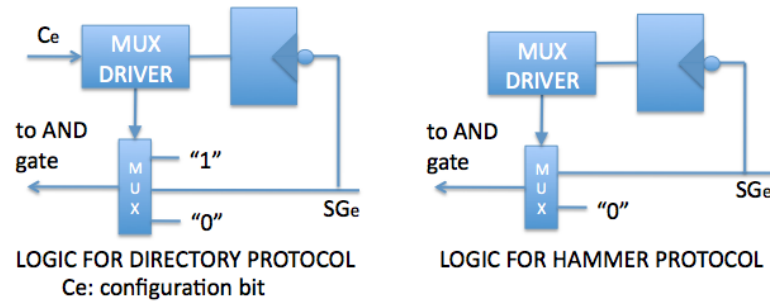 Ce
MUX
DRIVER
to AND
gate
M
U
X
"1"
"0"
SGe
LOGIC FOR DIRECTORY PROTOCOL
Ce: configuration bit
MUX
DRIVER
to AND
gate
M
U
X
"0"
SGe
LOGIC FOR HAMMER PROTOCOL